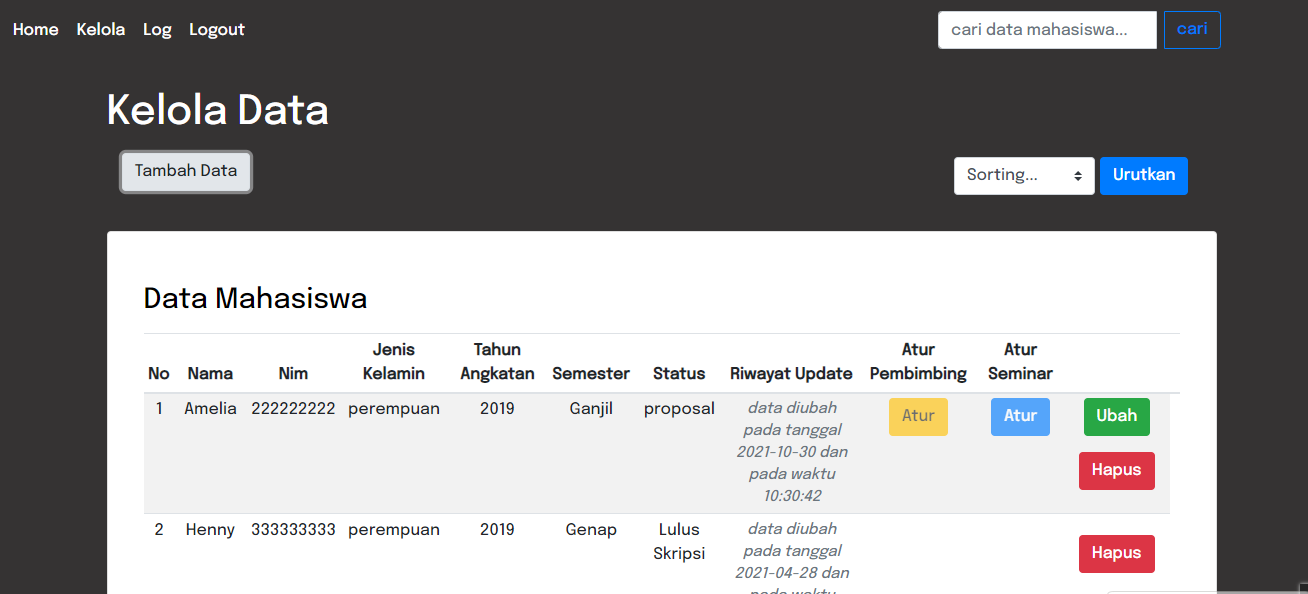 Home Kelola Log Logout cari data mahasiswa... cari
Kelola Data
Tambah Data Sorting... Urutkan
Data Mahasiswa
Jenis Tahun Atur Atur
No Nama Nim Kelamin Angkatan Semester Status Riwayat Update Pembimbing Seminar
1 Amelia 222222222 perempuan 2019 Ganjil proposal data diubah Atur Atur Ubah
pada tanggal
2021-10-30 dan
pada waktu Hapus
10:30:42
2 Henny 333333333 perempuan 2019 Genap Lulus data diubah
Skripsi pada tanggal Hapus
2021-04-28 dan
pada waktu